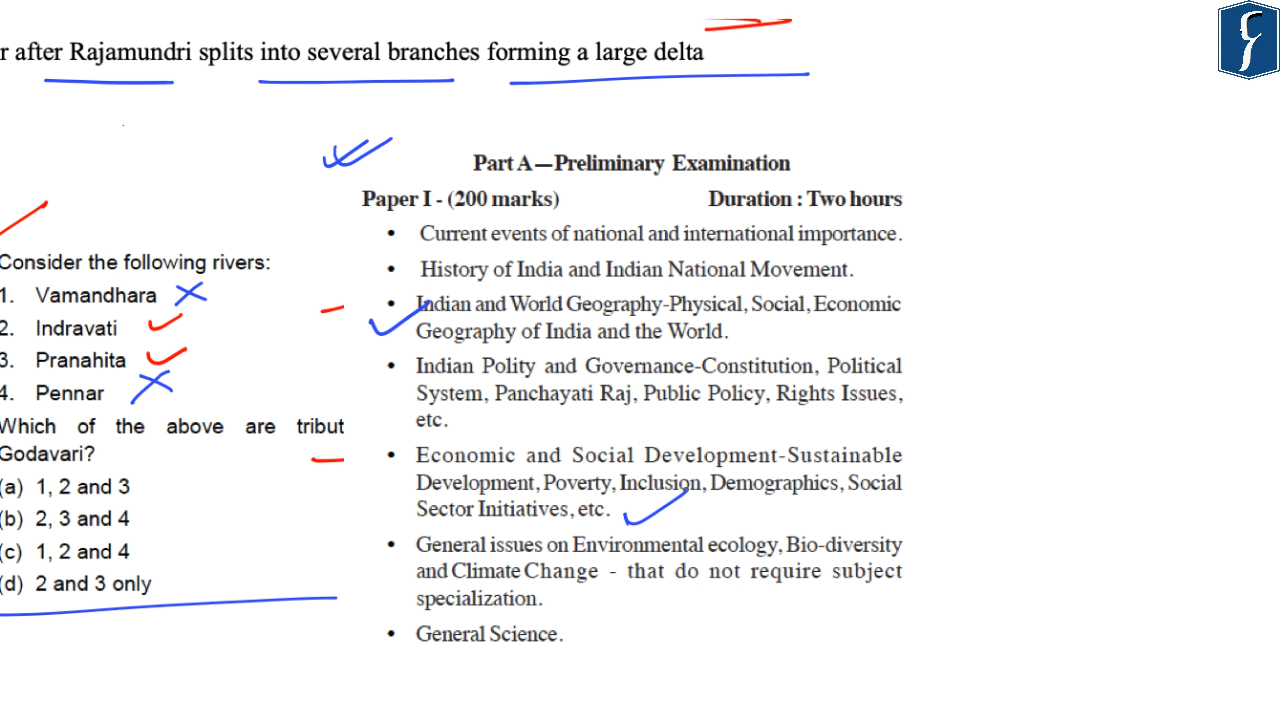 r after Rajamundri splits into several branches forming a large delta
Consider the following rivers:
1. Vamandhara
2. Indravati
3. Pranahita
4. Pennar
Which of the above are tribut
Godavari?
(a) 1, 2 and 3
(b) 2, 3 and 4
(c) 1, 2 and 4
(d) 2 and 3 only
Part A—Preliminary Examination
Paper I - (200 marks) Duration : Two hours
• Current events of national and international importance.
• History of India and Indian National Movement.
• Indian and World Geography-Physical, Social, Economic
Geography of India and the World.
• Indian Polity and Governance-Constitution, Political
System, Panchayati Raj, Public Policy, Rights Issues,
etc.
• Economic and Social Development-Sustainable
Development, Poverty, Inclusion, Demographics, Social
Sector Initiatives, etc.
• General issues on Environmental ecology, Bio-diversity
and Climate Change - that do not require subject
specialization.
• General Science.